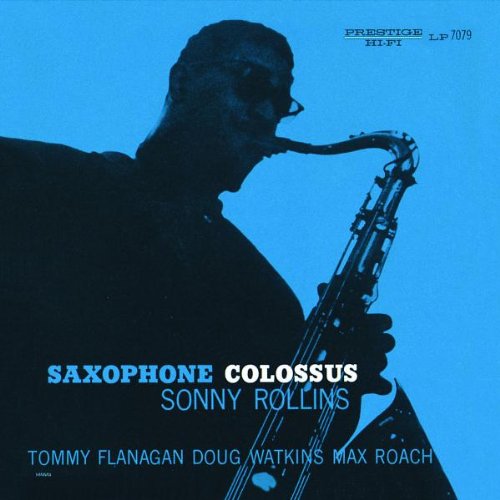 PRESTIGE LP 7079
HI-FI
SAXOPHONE COLOSSUS
SONNY ROLLINS
TOMMY FLANAGAN DOUG WATKINS MAX ROACH